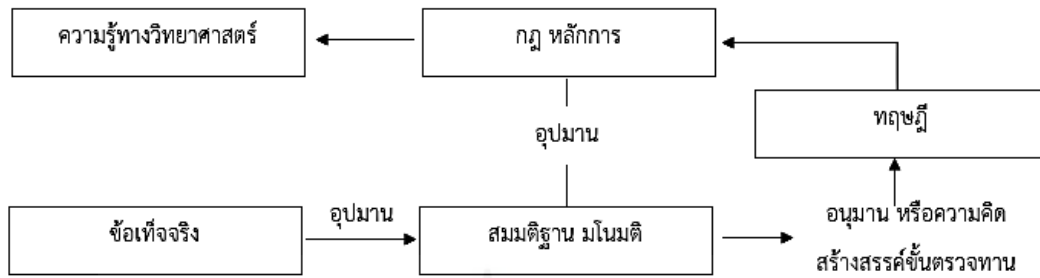 ความรู้ทางวิทยาศาสตร์
กฎ หลักการ
ทฤษฎี
อุปมาน
ข้อเท็จจริง
อุปมาน
สมมติฐาน มโนมติ
อนุมาน หรือความคิด
สร้างสรรค์ขั้นตรวจทาน